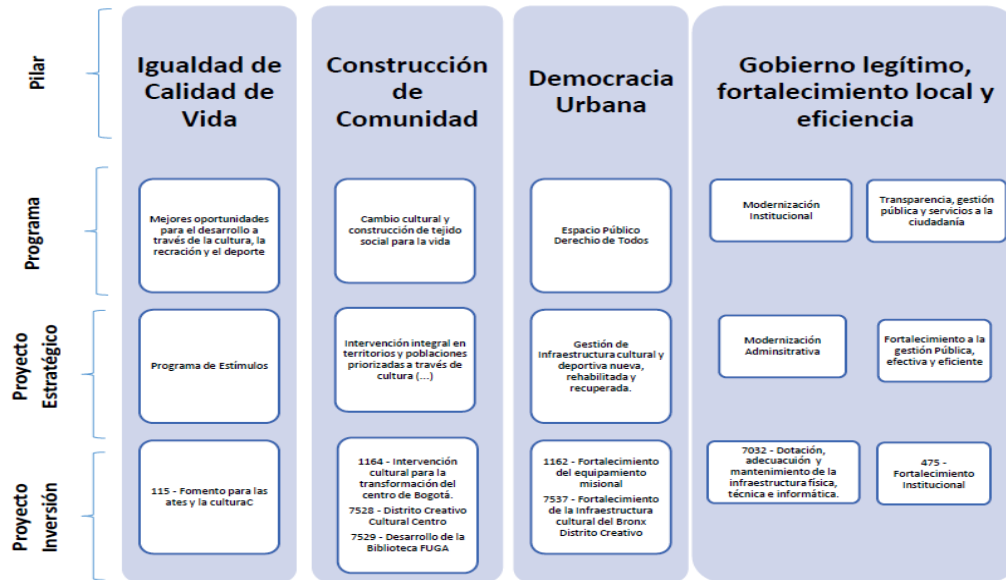 Pilar
Igualdad de
Calidad de
Vida
Construcción
de
Comunidad
Democracia
Urbana
Gobierno legítimo,
fortalecimiento local y
eficiencia
Programa
Mejores oportunidades
para el desarrollo a
través de la cultura, la
recración y el deporte
Cambio cultural y
construcción de tejido
social para la vida
Espacio Público
Derecho de Todos
Modernización
Institucional
Transparencia, gestión
pública y servicios a la
ciudadanía
Proyecto
Estratégico
Programa de Estímulos
Intervención integral en
territorios y poblaciones
priorizadas a través de
cultura (...)
Gestión de
Infraestructura cultural y
deportiva nueva,
rehabilitada y
recuperada.
Modernización
Adminsitrativa
Fortalecimiento a la
gestión Pública,
efectiva y eficiente
Proyecto
Inversión
115 - Fomento para las
ates y la culturaC
1164 - Intervención
cultural para la
transformación del
centro de Bogotá.
7528 - Distrito Creativo
Cultural Centro
7529 - Desarrollo de la
Biblioteca FUGA
1162 - Fortalecimiento
del equipamiento
misional
7537 - Fortalecimiento
de la Infraestructura
cultural del Bronx
Distrito Creativo
7032 - Dotación,
adecuacuión y
mantenimiento de la
infraestructura física,
técnica e informática.
475 -
Fortalecimiento
Institucional